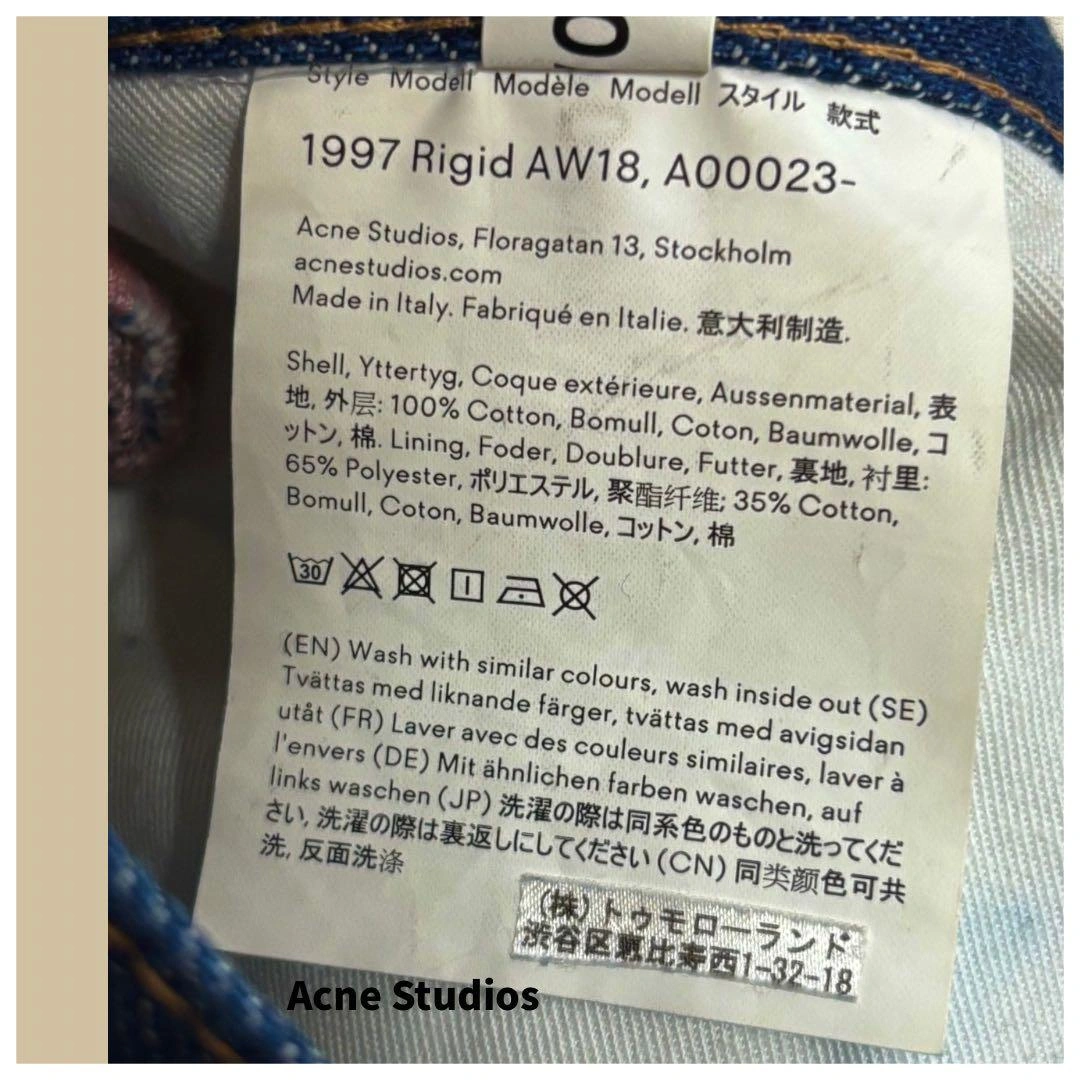 Style Modell Modèle Modell スタイル 款式
1997 Rigid AW18, A00023-
Acne Studios, Floragatan 13, Stockholm
acnestudios.com
Made in Italy. Fabriqué en Italie. 意大利制造.
Shell, Yttertyg, Coque extérieure, Aussenmaterial, 表
地, 外层: 100% Cotton, Bomull, Coton, Baumwolle, コ
ットン, 棉. Lining, Foder, Doublure, Futter, 裏地, 衬里:
65% Polyester, ポリエステル, 聚酯纤维; 35% Cotton,
Bomull, Coton, Baumwolle, コットン, 棉
30
(EN) Wash with similar colours, wash inside out (SE)
Tvättas med liknande färger, tvättas med avigsidan
utåt (FR) Laver avec des couleurs similaires, laver à
l'envers (DE) Mit ähnlichen farben waschen, auf
links waschen (JP) 洗濯の際は同系色のものと洗ってくだ
さい, 洗濯の際は裏返しにしてください (CN) 同类颜色可共
洗, 反面洗涤
(株)トゥモローランド
渋谷区恵比寿西1-32-18
Acne Studios